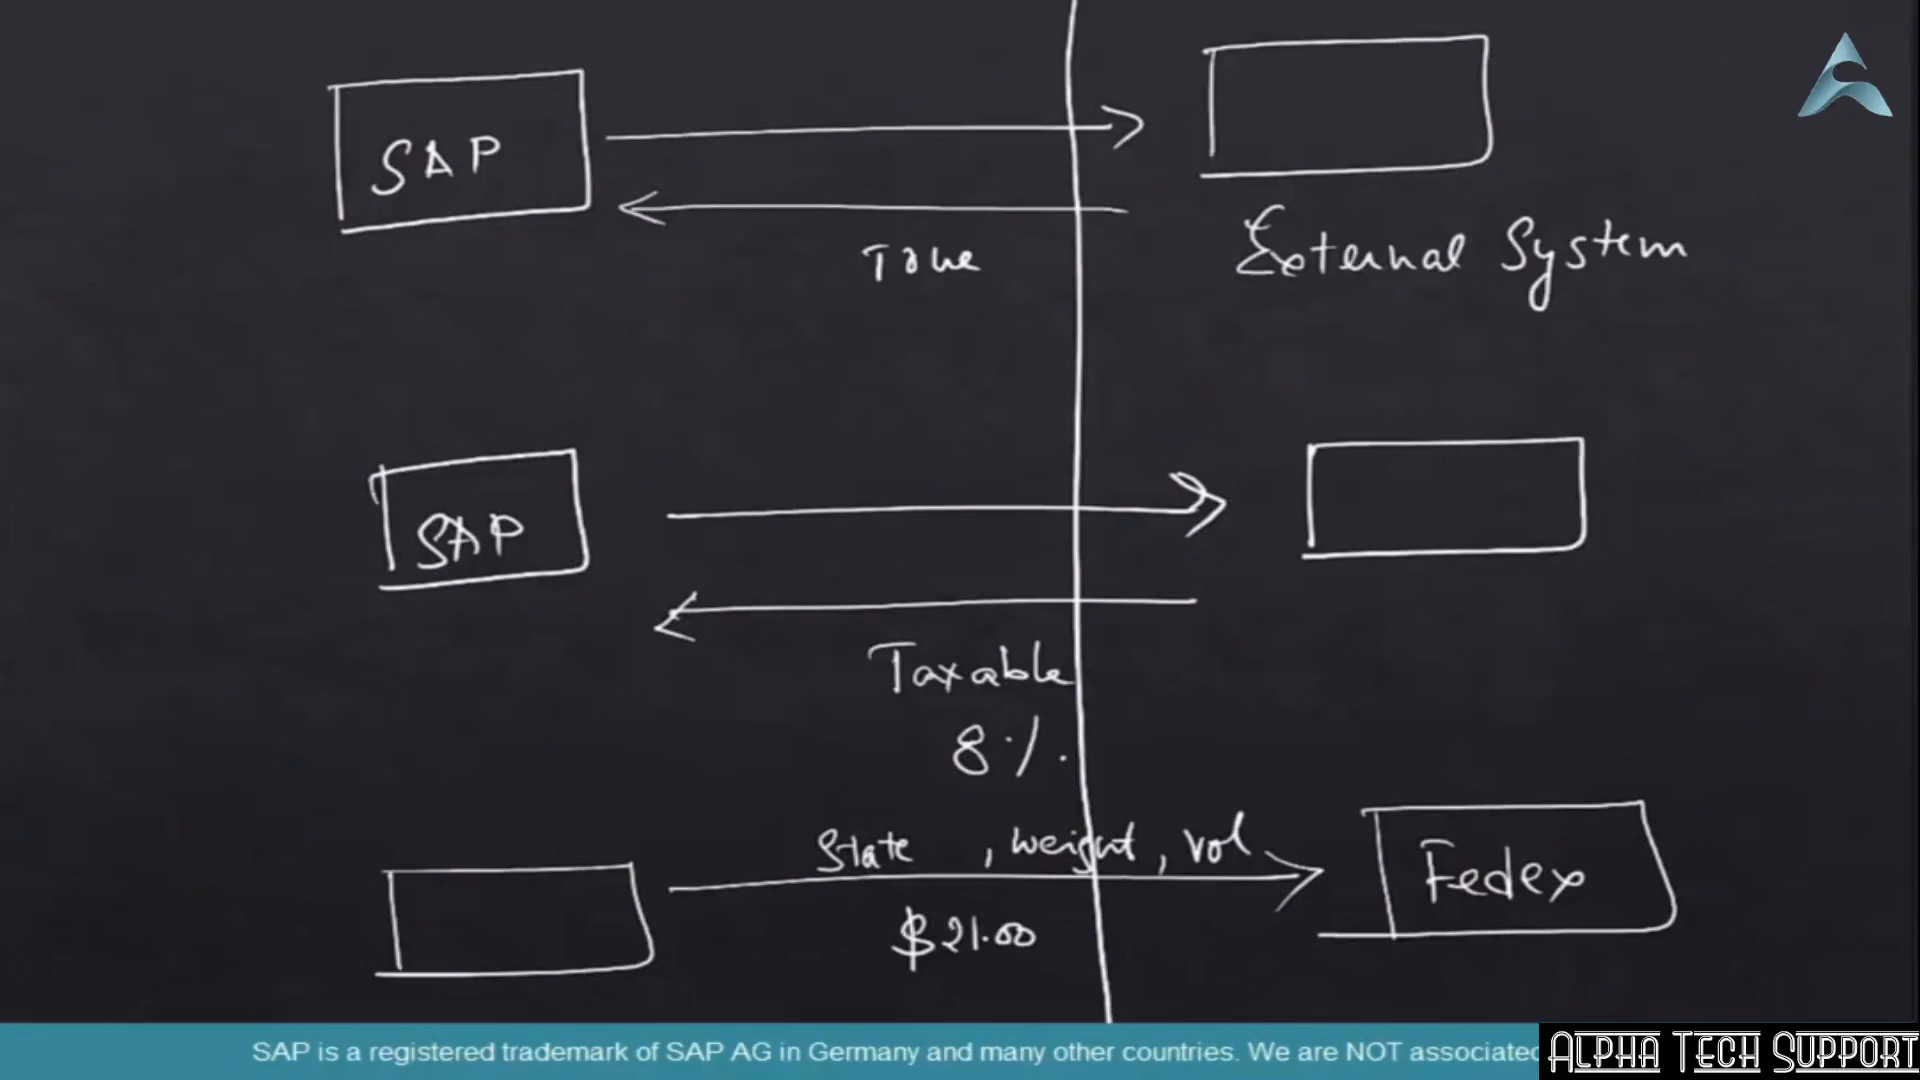 SAP
True
External System
SAP
Taxable
8%
State , weight, vol
Fedex
$21.00
SAP is a registered trademark of SAP AG in Germany and many other countries. We are NOT associated
ALPHA TECH SUPPORT